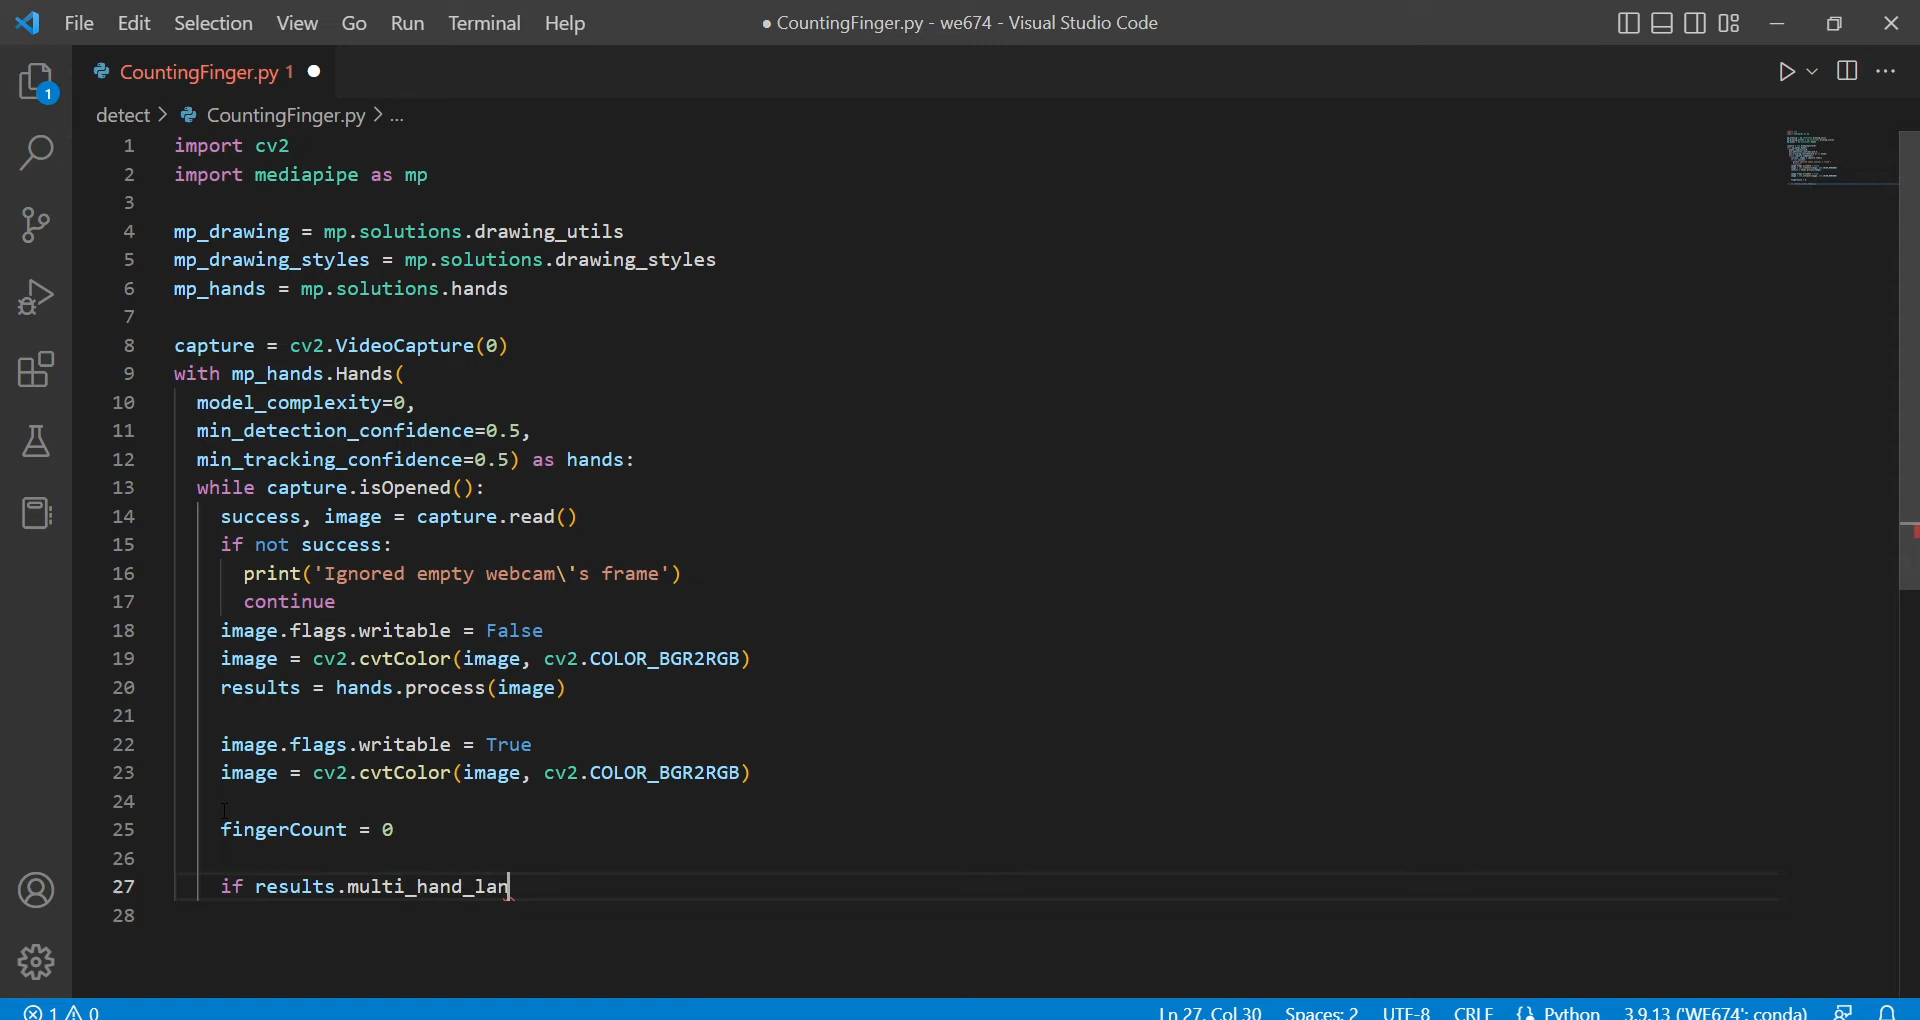 File Edit Selection View Go Run Terminal Help ● CountingFinger.py - we674 - Visual Studio Code
CountingFinger.py 1
1
detect > CountingFinger.py > ...
1 import cv2
2 import mediapipe as mp
3
4 mp_drawing = mp.solutions.drawing_utils
5 mp_drawing_styles = mp.solutions.drawing_styles
6 mp_hands = mp.solutions.hands
7
8 capture = cv2.VideoCapture(0)
9 with mp_hands.Hands(
10 model_complexity=0,
11 min_detection_confidence=0.5,
12 min_tracking_confidence=0.5) as hands:
13 while capture.isOpened():
14 success, image = capture.read()
15 if not success:
16 print('Ignored empty webcam\'s frame')
17 continue
18 image.flags.writable = False
19 image = cv2.cvtColor(image, cv2.COLOR_BGR2RGB)
20 results = hands.process(image)
21
22 image.flags.writable = True
23 image = cv2.cvtColor(image, cv2.COLOR_BGR2RGB)
24
25 fingerCount = 0
26
27 if results.multi_hand_lan
28
1 0 Ln 27, Col 30 Spaces: 2 UTF-8 CRLF Python 3.9.13 ('WE674': conda)